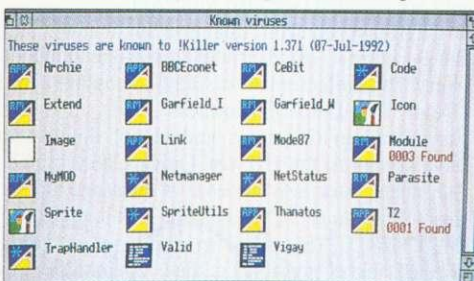 Known viruses
These viruses are known to !Killer version 1.371 (07-Jul-1992)
Archie BBCEconet CeBit Code
Extend Garfield_I Garfield_W Icon
Image Link Mode87 Module
0003 Found
MyMOD Netmanager NetStatus Parasite
Sprite SpriteUtils Thanatos T2
0001 Found
TrapHandler Valid Vigay